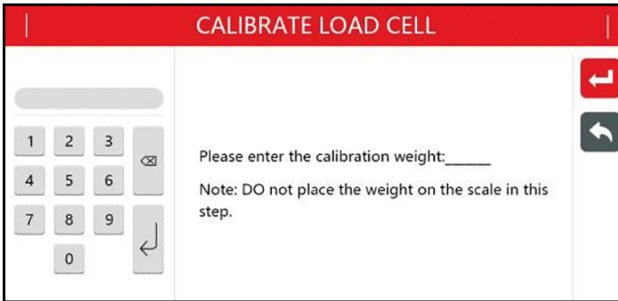 CALIBRATE LOAD CELL
1 2 3
4 5 6
7 8 9
0
Please enter the calibration weight:______
Note: DO not place the weight on the scale in this
step.